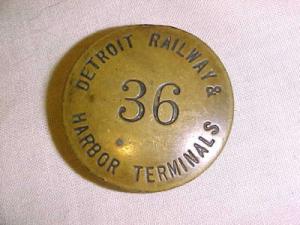 DETROIT RAILWAY &
36
HARBOR TERMINALS